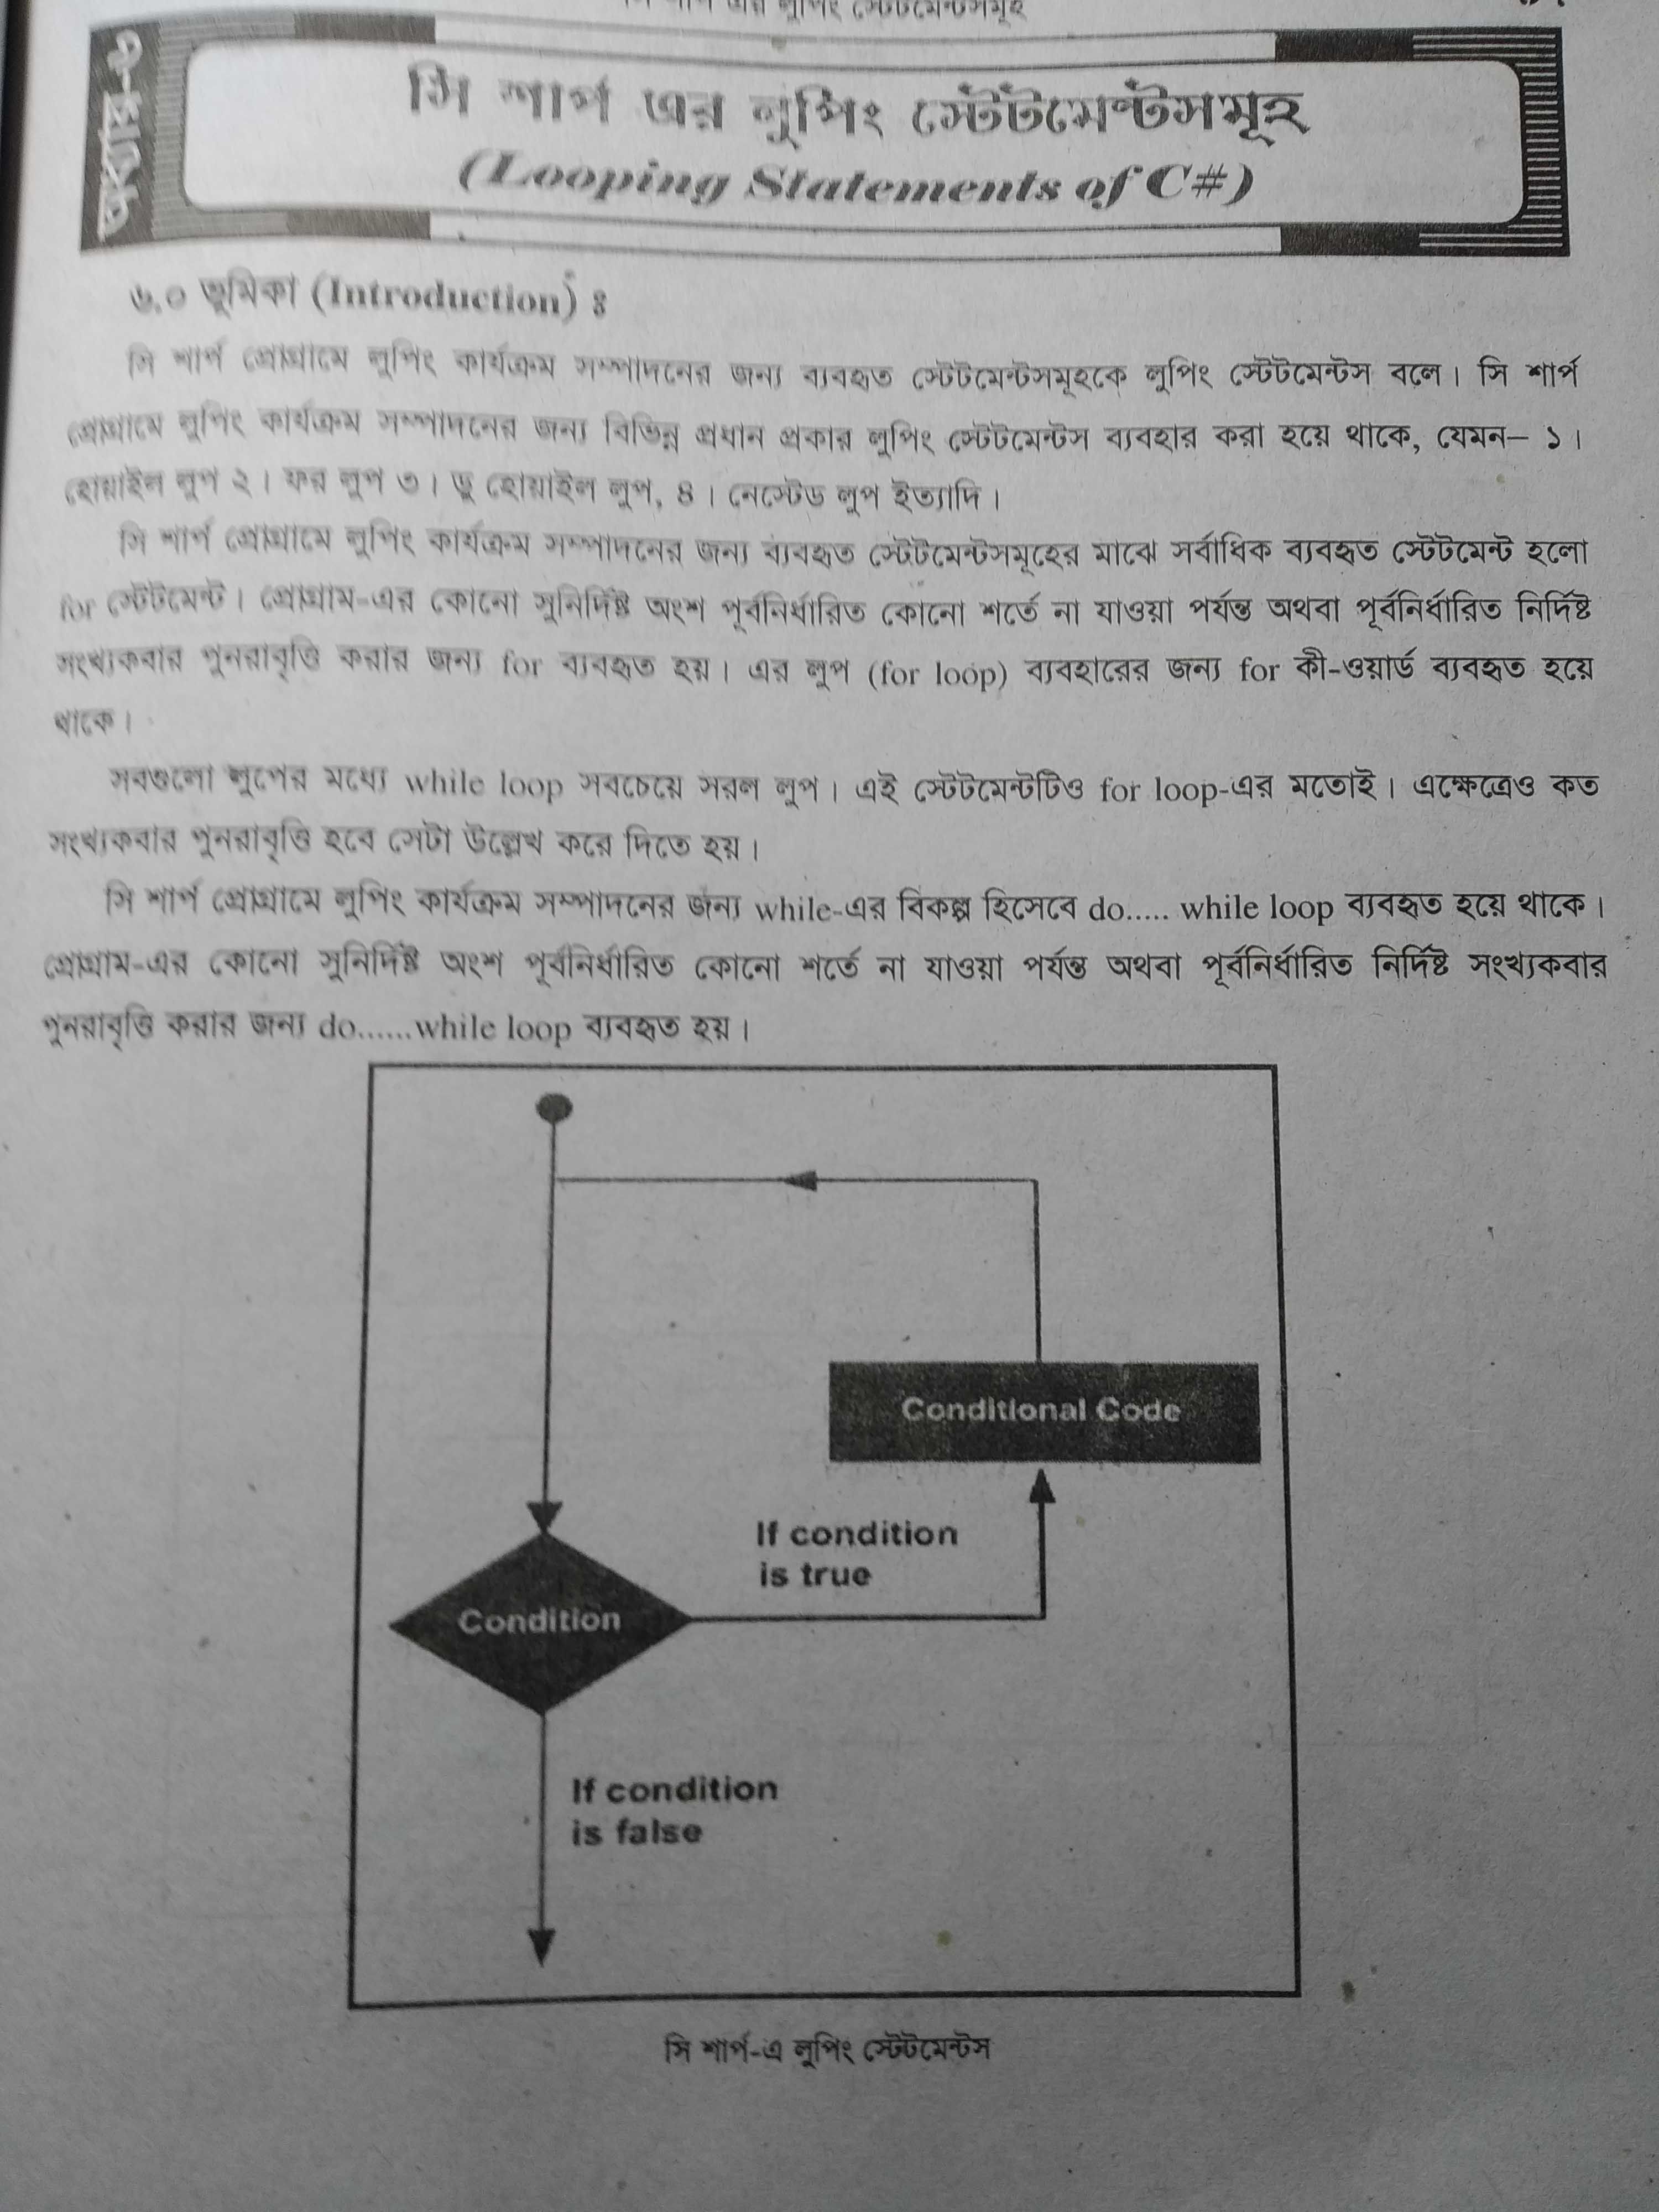 সি শার্প এর লুপিং স্টেটমেন্টসমূহ
অধ্যায়-৬
সি শার্প এর লুপিং স্টেটমেন্টসমূহ
(Looping Statements of C#)
৬.০ ভূমিকা (Introduction) ঃ
সি শার্প প্রোগ্রামে লুপিং কার্যক্রম সম্পাদনের জন্য ব্যবহৃত স্টেটমেন্টসমূহকে লুপিং স্টেটমেন্টস বলে। সি শার্প
প্রোগ্রামে লুপিং কার্যক্রম সম্পাদনের জন্য বিভিন্ন প্রধান প্রকার লুপিং স্টেটমেন্টস ব্যবহার করা হয়ে থাকে, যেমন– ১।
হোয়াইল লুপ ২। ফর লুপ ৩। ডু হোয়াইল লুপ, ৪। নেস্টেড লুপ ইত্যাদি।
সি শার্প প্রোগ্রামে লুপিং কার্যক্রম সম্পাদনের জন্য ব্যবহৃত স্টেটমেন্টসমূহের মাঝে সর্বাধিক ব্যবহৃত স্টেটমেন্ট হলো
for স্টেটমেন্ট। প্রোগ্রাম-এর কোনো সুনির্দিষ্ট অংশ পূর্বনির্ধারিত কোনো শর্তে না যাওয়া পর্যন্ত অথবা পূর্বনির্ধারিত নির্দিষ্ট
সংখ্যকবার পুনরাবৃত্তি করার জন্য for ব্যবহৃত হয়। এর লুপ (for loop) ব্যবহারের জন্য for কী-ওয়ার্ড ব্যবহৃত হয়ে
থাকে।
সবগুলো লুপের মধ্যে while loop সবচেয়ে সরল লুপ। এই স্টেটমেন্টটিও for loop-এর মতোই। এক্ষেত্রেও কত
সংখ্যকবার পুনরাবৃত্তি হবে সেটা উল্লেখ করে দিতে হয়।
সি শার্প প্রোগ্রামে লুপিং কার্যক্রম সম্পাদনের জন্য while-এর বিকল্প হিসেবে do..... while loop ব্যবহৃত হয়ে থাকে।
প্রোগ্রাম-এর কোনো সুনির্দিষ্ট অংশ পূর্বনির্ধারিত কোনো শর্তে না যাওয়া পর্যন্ত অথবা পূর্বনির্ধারিত নির্দিষ্ট সংখ্যকবার
পুনরাবৃত্তি করার জন্য do......while loop ব্যবহৃত হয়।
Conditional Code
If condition
is true
Condition
If condition
is false
সি শার্প-এ লুপিং স্টেটমেন্টস